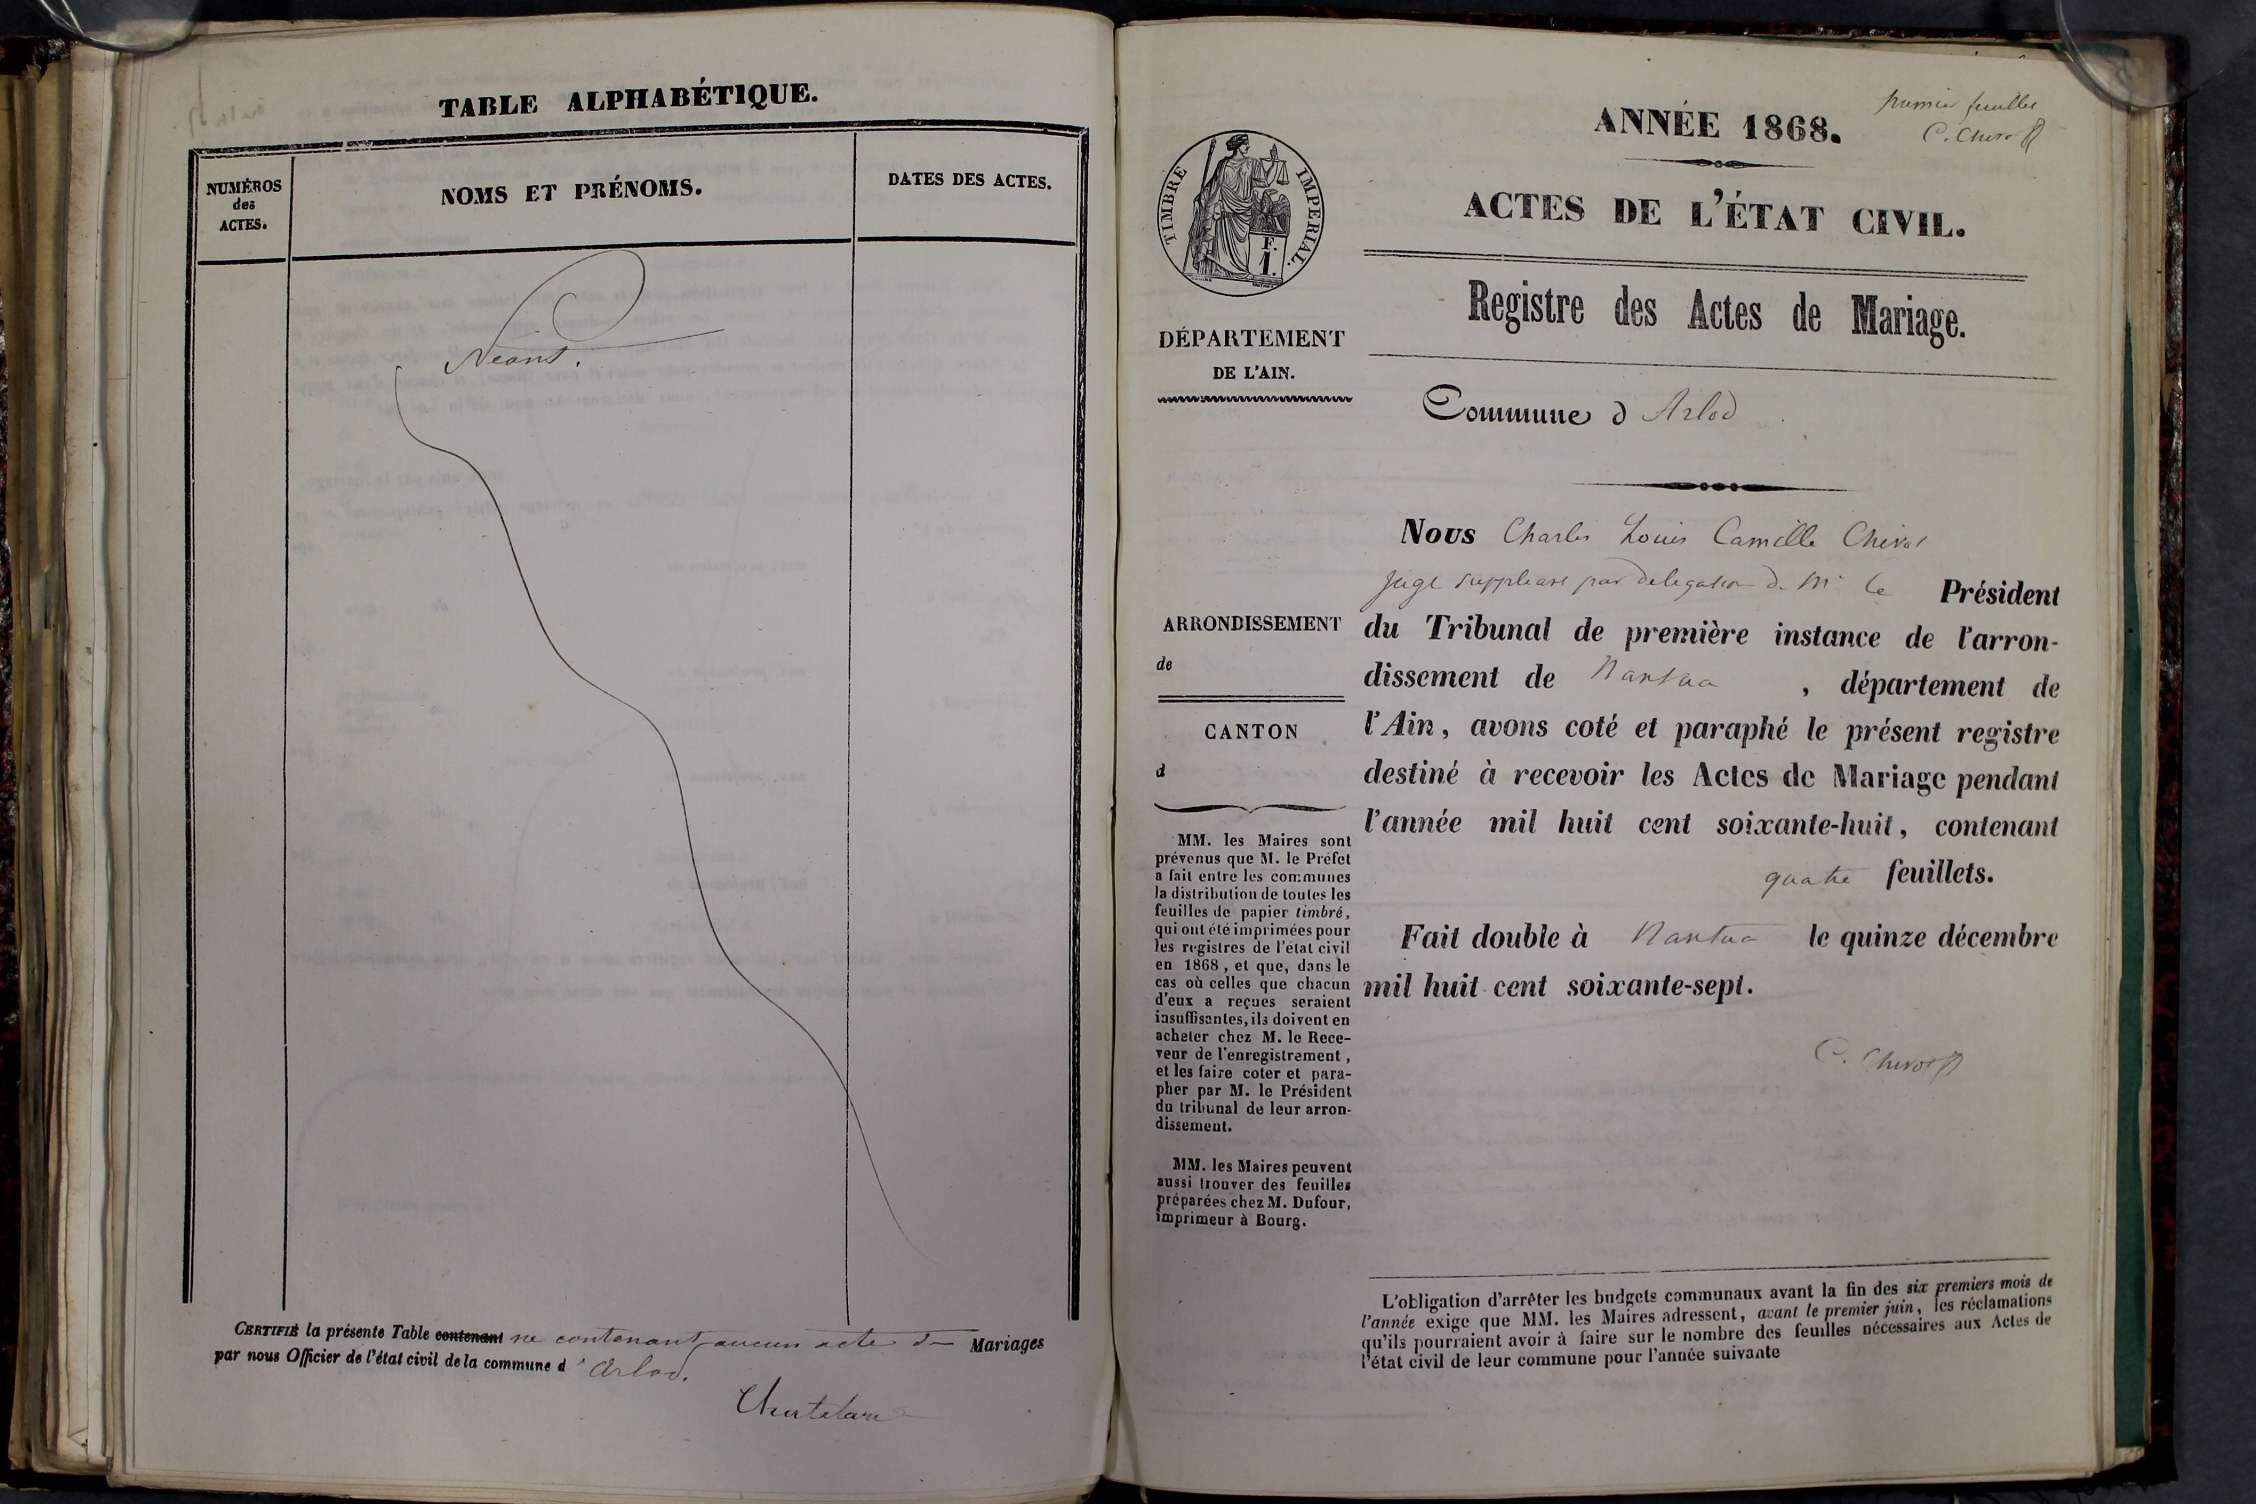 TABLE ALPHABÉTIQUE.
NUMÉROS
des
ACTES.
NOMS ET PRÉNOMS.
DATES DES ACTES.
Néant.
CERTIFIÉ la présente Table contenant ne contenant aucun acte de Mariages
par nous Officier de l'état civil de la commune d'Arlod.
premier feuillet
C. Chivot
ANNÉE 1868.
ACTES DE L'ÉTAT CIVIL.
Registre des Actes de Mariage.
TIMBRE IMPERIAL.
F.
1.
DÉPARTEMENT
DE L'AIN.
Commune d Arlod
ARRONDISSEMENT
de
CANTON
d
MM. les Maires sont
prévenus que M. le Préfet
a fait entre les communes
la distribution de toutes les
feuilles de papier timbré,
qui ont été imprimées pour
les registres de l'état civil
en 1868, et que, dans le
cas où celles que chacun
d'eux a reçues seraient
insuffisantes, ils doivent en
acheter chez M. le Rece-
veur de l'enregistrement,
et les faire coter et para-
pher par M. le Président
du tribunal de leur arron-
dissement.
MM. les Maires peuvent
aussi trouver des feuilles
préparées chez M. Dufour,
imprimeur à Bourg.
Nous Charles Louis Camille Chivot
juge suppleant par delegation de Mr le Président
du Tribunal de première instance de l'arron-
dissement de Nantua , département de
l'Ain, avons coté et paraphé le présent registre
destiné à recevoir les Actes de Mariage pendant
l'année mil huit cent soixante-huit, contenant
quatre feuillets.
Fait double à Nantua le quinze décembre
mil huit cent soixante-sept.
C. Chivot
L'obligation d'arrêter les budgets communaux avant la fin des six premiers mois de
l'année exige que MM. les Maires adressent, avant le premier juin, les réclamations
qu'ils pourraient avoir à faire sur le nombre des feuilles nécessaires aux Actes de
l'état civil de leur commune pour l'année suivante